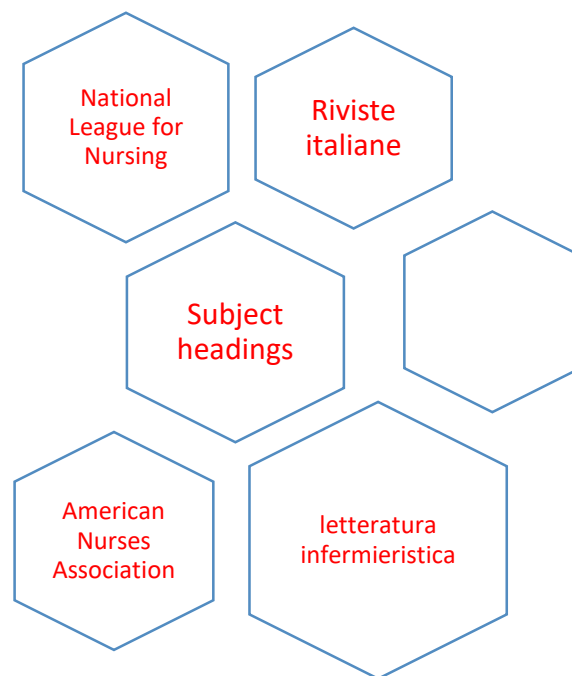 National
League for
Nursing
Riviste
italiane
Subject
headings
American
Nurses
Association
letteratura
infermieristica